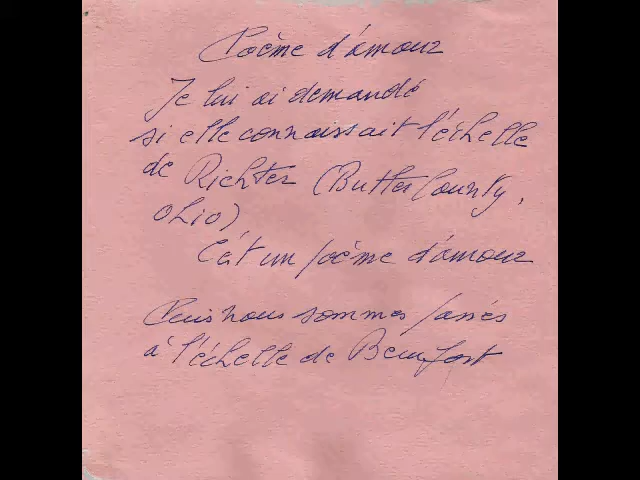 Poème d'amour
Je lui ai demandé
si elle connaissait l'échelle
de Richter (Butler County,
Ohio)
C'est un poème d'amour
Puis nous sommes passés
à l'échelle de Beaufort